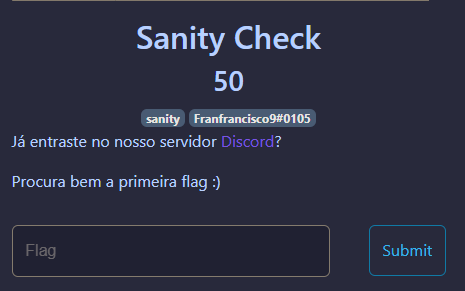 Sanity Check
50
sanity Franfrancisco9#0105
Já entraste no nosso servidor Discord?
Procura bem a primeira flag :)
Flag Submit